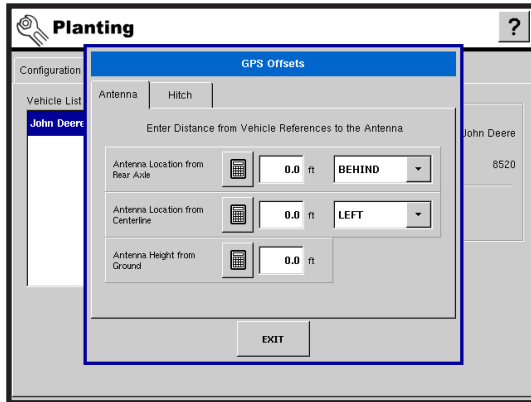 Planting
?
Configuration
GPS Offsets
Antenna
Hitch
Vehicle List
Enter Distance from Vehicle References to the Antenna
John Deere
John Deere
Antenna Location from
Rear Axle
0.0 ft
BEHIND
8520
Antenna Location from
Centerline
0.0 ft
LEFT
Antenna Height from
Ground
0.0 ft
EXIT